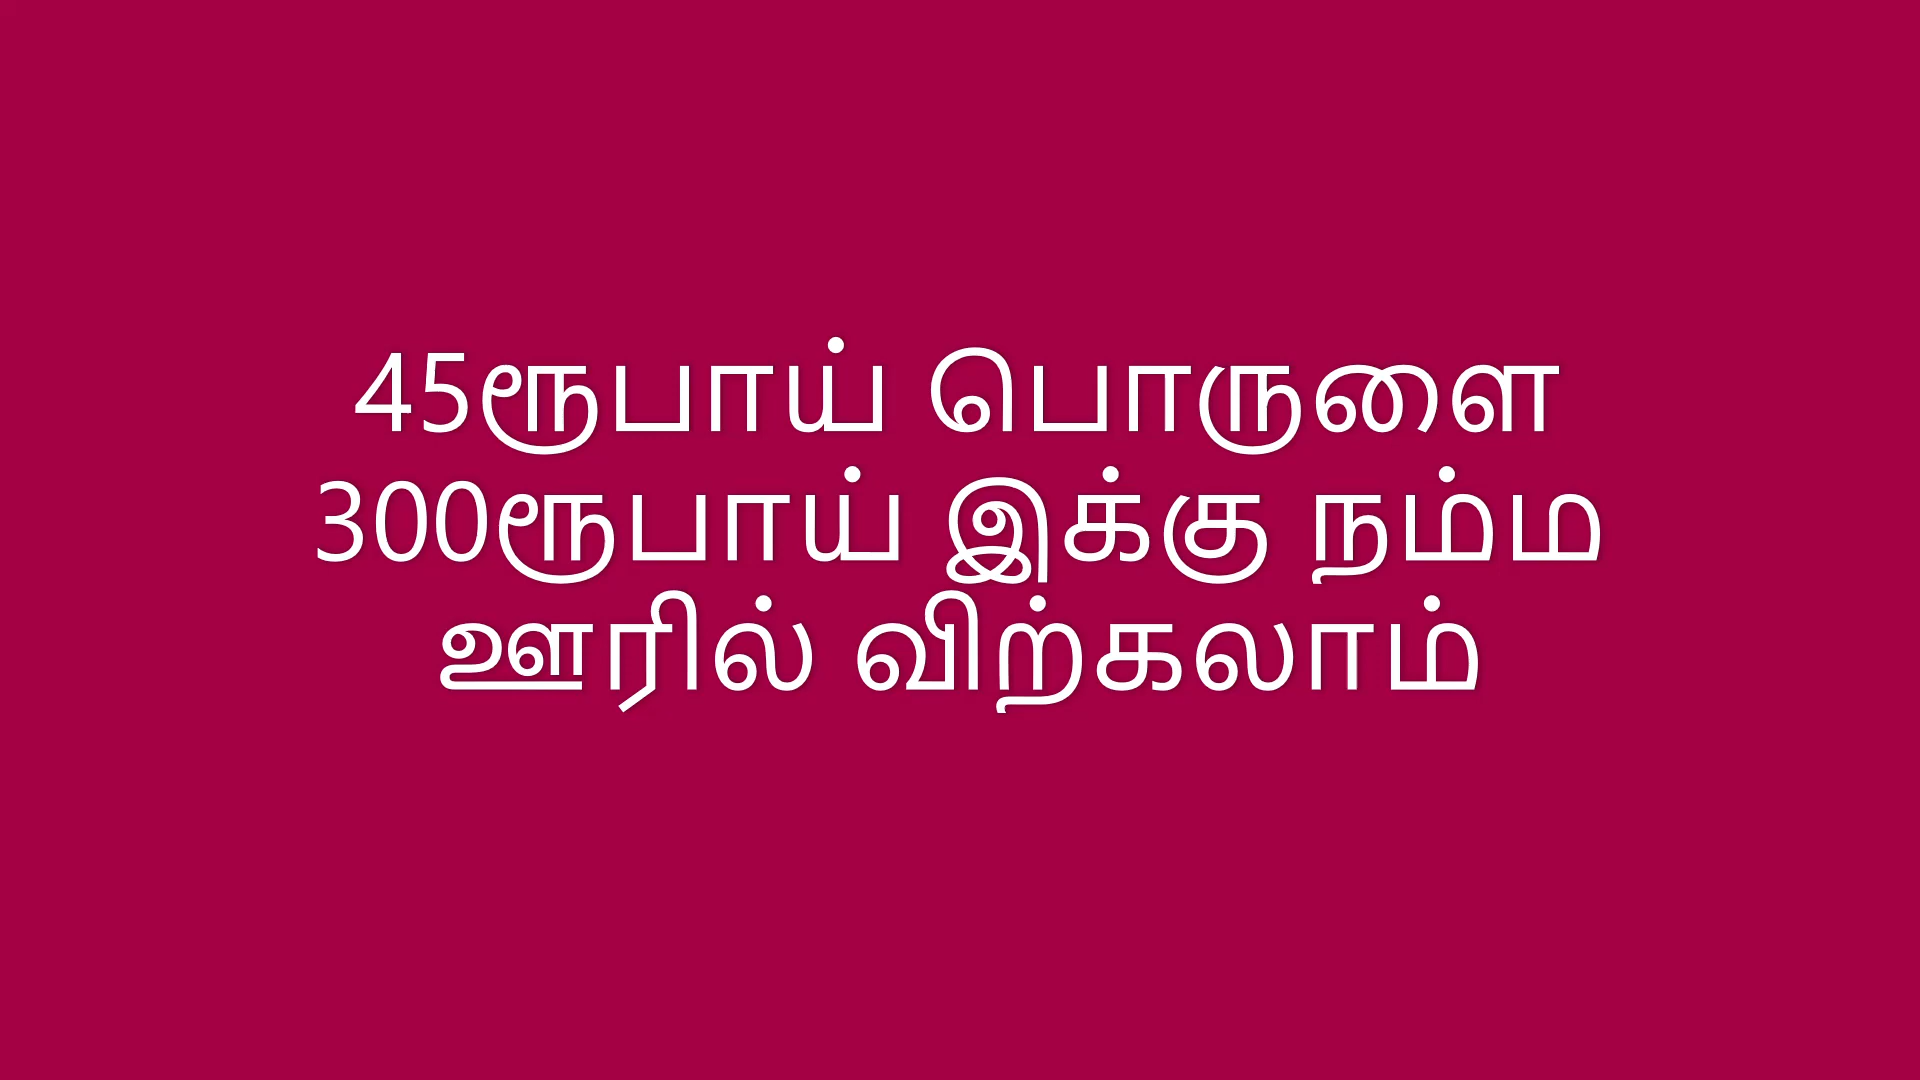 45ரூபாய் பொருளை
300ரூபாய் இக்கு நம்ம
ஊரில் விற்கலாம்